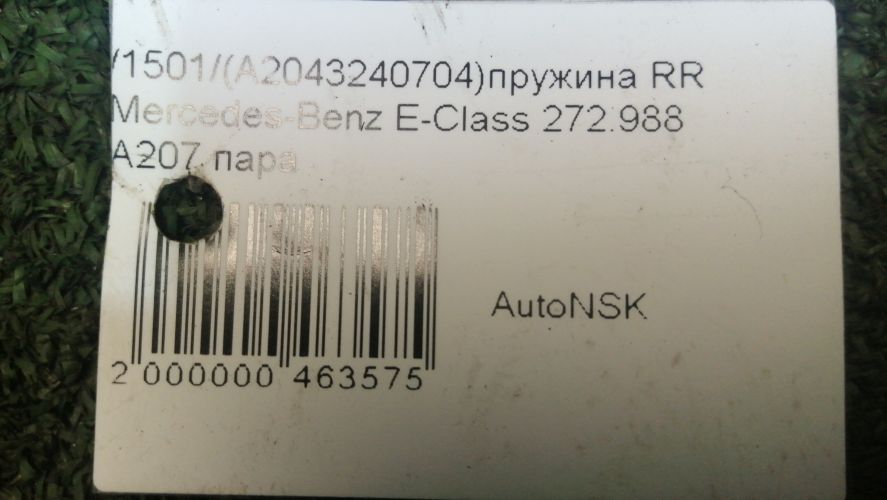 /1501/(A2043240704)пружина RR
Mercedes-Benz E-Class 272.988
A207 пара
AutoNSK
2 000000 463575